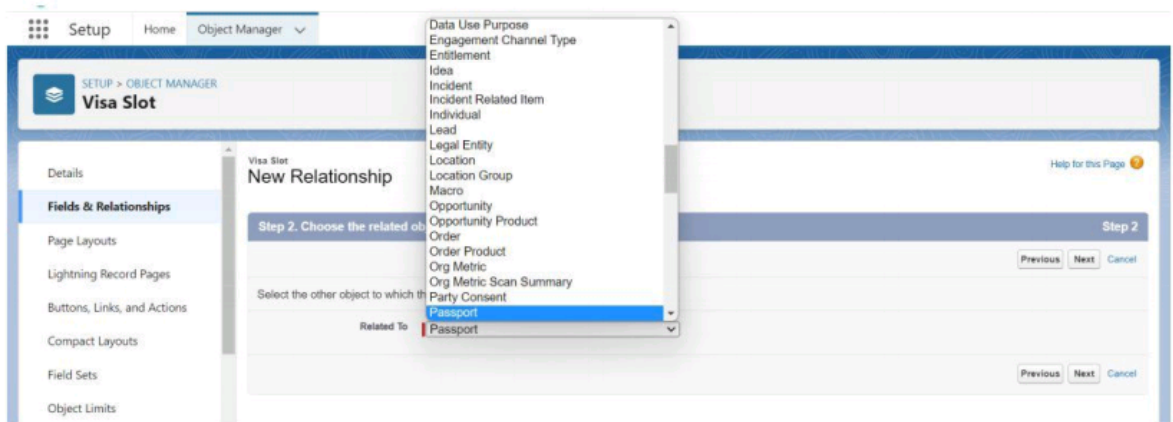 Setup
Home
Object Manager
SETUP > OBJECT MANAGER
Visa Slot
Data Use Purpose
Engagement Channel Type
Entitlement
Idea
Incident
Incident Related Item
Individual
Lead
Legal Entity
Location
Location Group
Macro
Opportunity
Opportunity Product
Order
Order Product
Org Metric
Org Metric Scan Summary
Party Consent
Passport
Details
Fields & Relationships
Page Layouts
Lightning Record Pages
Buttons, Links, and Actions
Compact Layouts
Field Sets
Object Limits
Visa Slot
New Relationship
Help for this Page
Step 2. Choose the related ob
Step 2
Previous Next Cancel
Select the other object to which th
Related To Passport
Previous Next Cancel